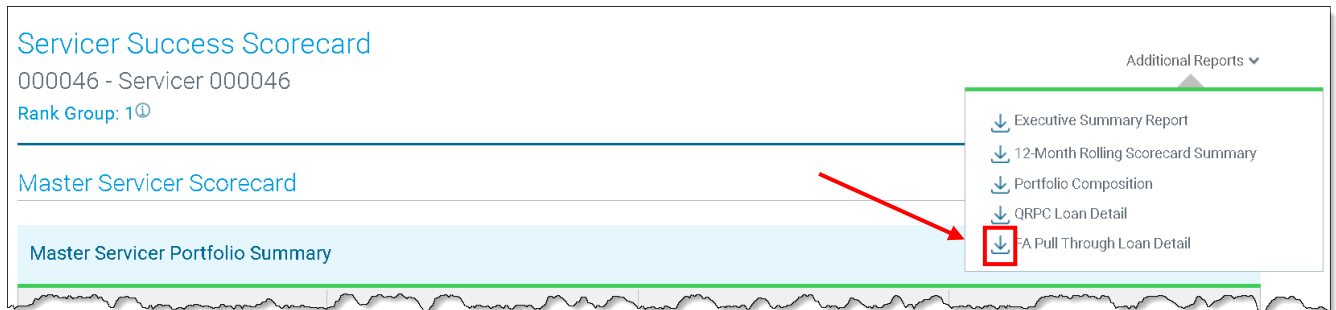 Servicer Success Scorecard
000046 - Servicer 000046
Rank Group: 1
Additional Reports
Executive Summary Report
12-Month Rolling Scorecard Summary
Portfolio Composition
QRPC Loan Detail
FA Pull Through Loan Detail
Master Servicer Scorecard
Master Servicer Portfolio Summary